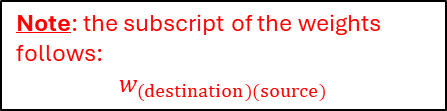 Note: the subscript of the weights
follows:
w(destination)(source)